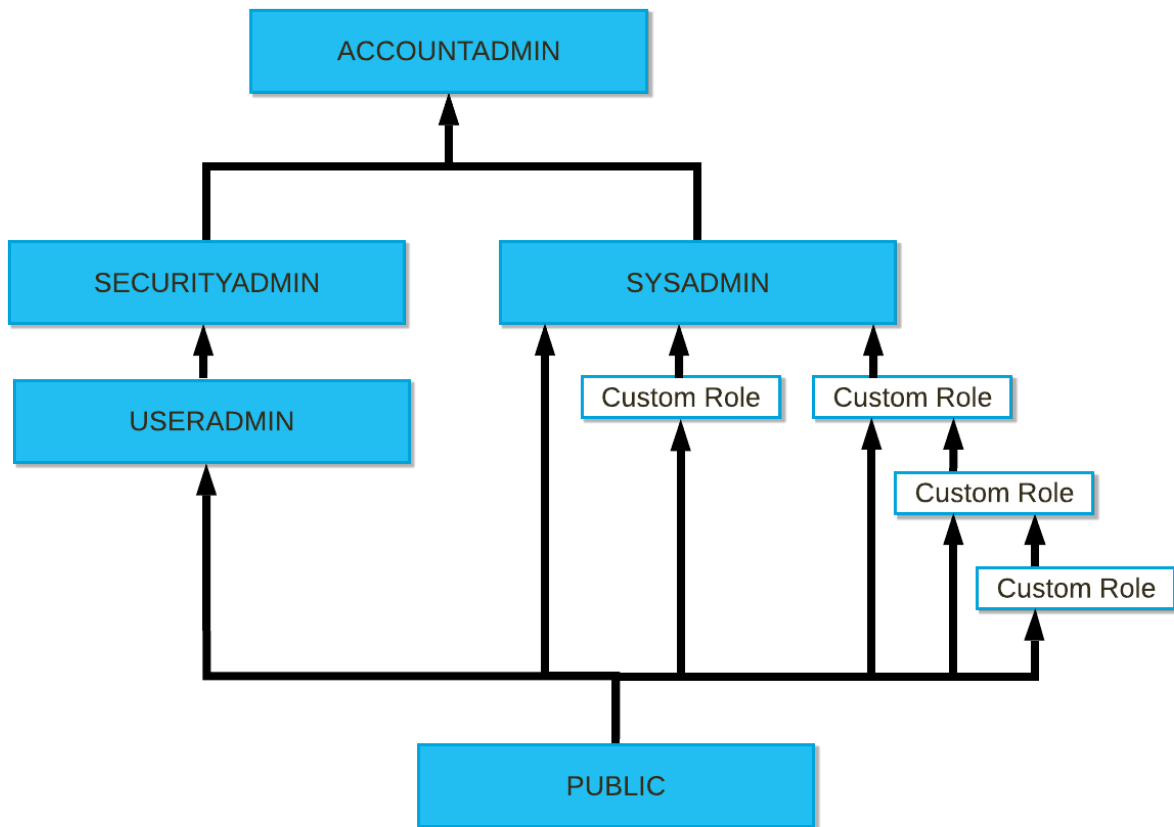 ACCOUNTADMIN
SECURITYADMIN
SYSADMIN
USERADMIN
Custom Role
Custom Role
Custom Role
Custom Role
PUBLIC